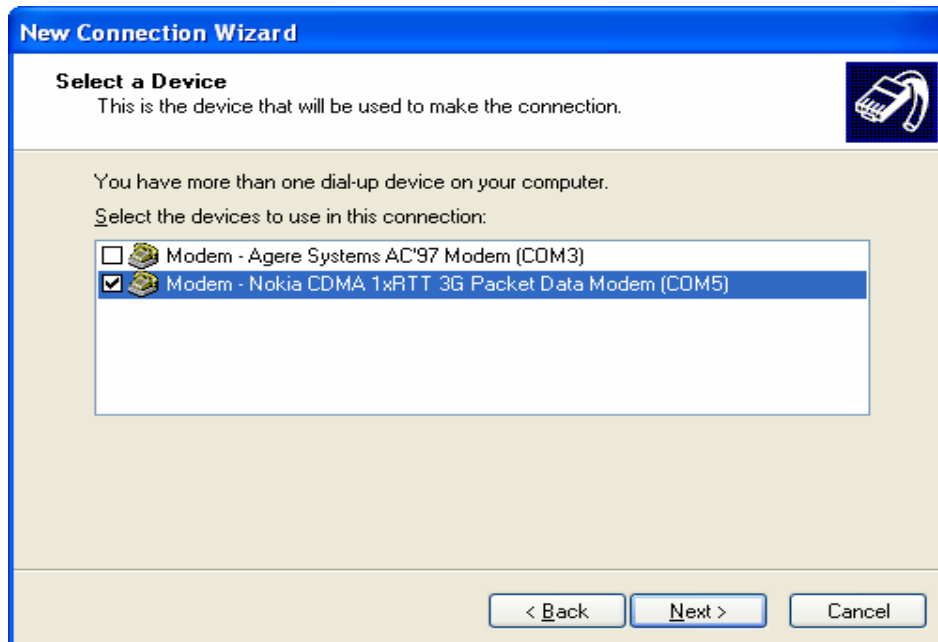 New Connection Wizard
Select a Device
This is the device that will be used to make the connection.
You have more than one dial-up device on your computer.
Select the devices to use in this connection:
Modem - Agere Systems AC'97 Modem (COM3)
Modem - Nokia CDMA 1xRTT 3G Packet Data Modem (COM5)
< Back Next > Cancel